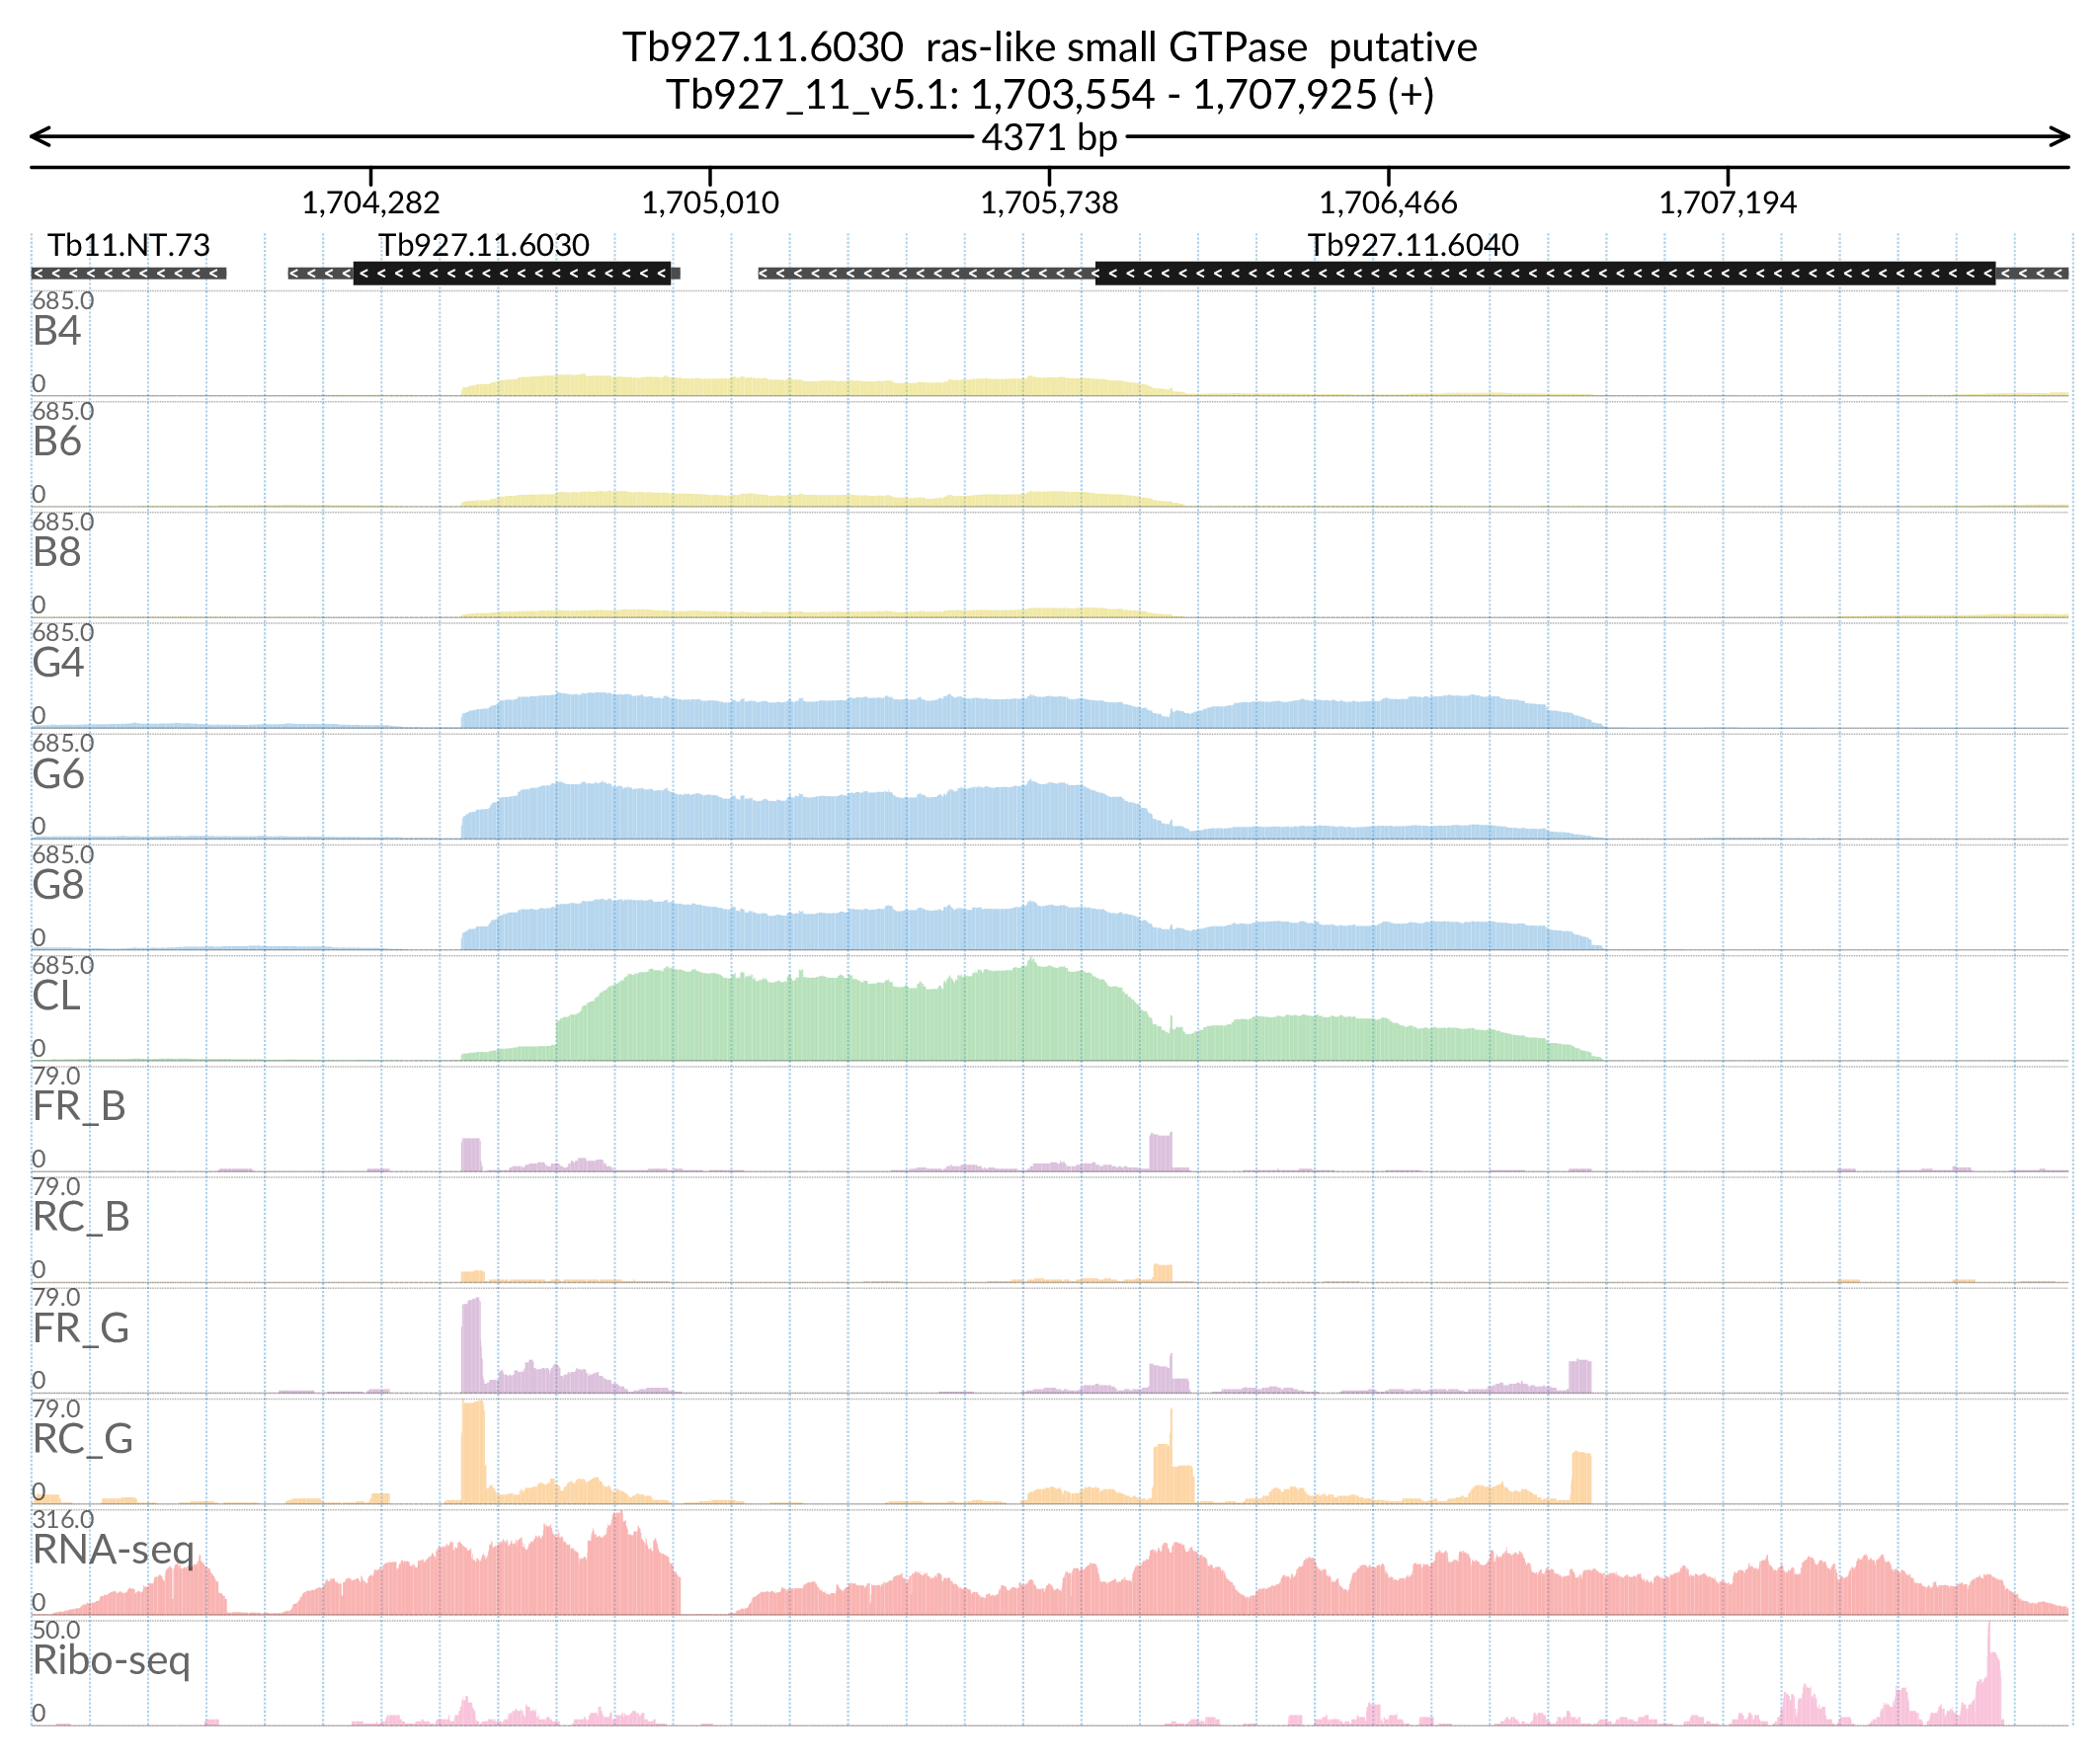 Tb927.11.6030 ras-like small GTPase putative
Tb927_11_v5.1: 1,703,554 - 1,707,925 (+)
4371 bp
1,704,282 1,705,010 1,705,738 1,706,466 1,707,194
Tb11.NT.73 Tb927.11.6030 Tb927.11.6040
685.0
B4
0
685.0
B6
0
685.0
B8
0
685.0
G4
0
685.0
G6
0
685.0
G8
0
685.0
CL
0
79.0
FR_B
0
79.0
RC_B
0
79.0
FR_G
0
79.0
RC_G
0
316.0
RNA-seq
0
50.0
Ribo-seq
0